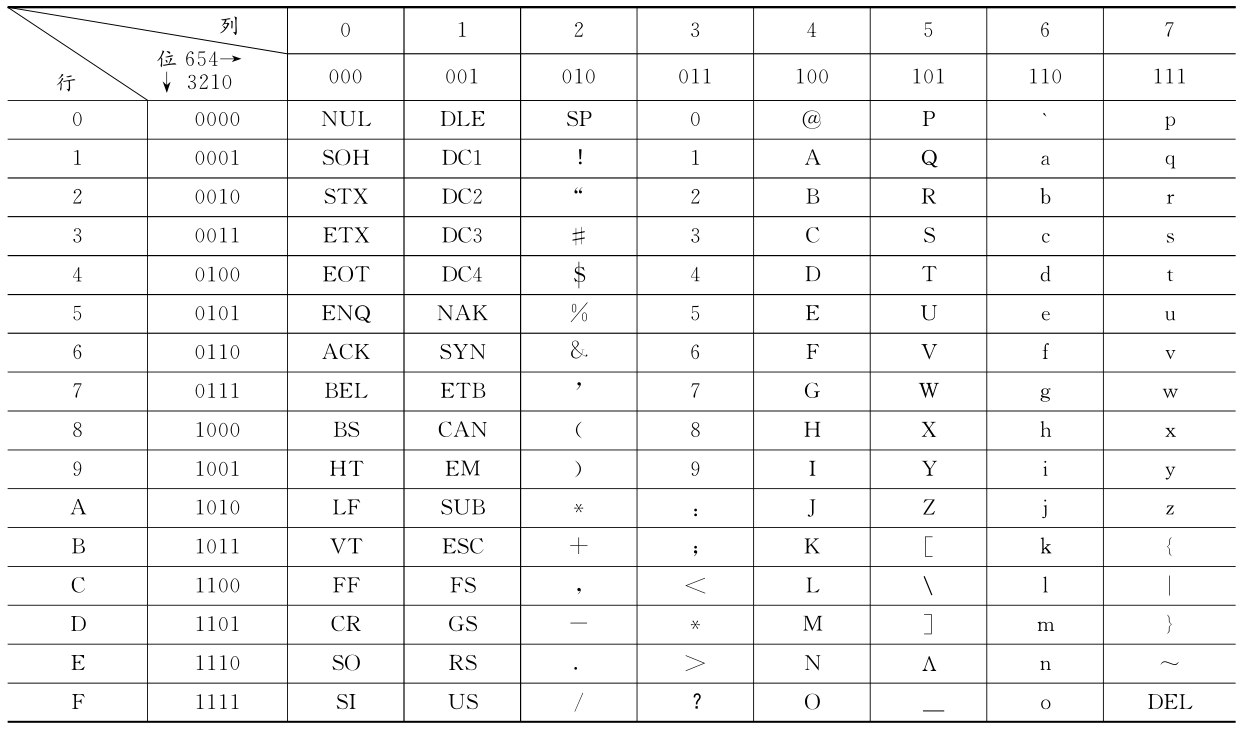 列 0 1 2 3 4 5 6 7
行 位 654→ ↓ 3210 000 001 010 011 100 101 110 111
0 0000 NUL DLE SP 0 @ P ` p
1 0001 SOH DC1 ! 1 A Q a q
2 0010 STX DC2 “ 2 B R b r
3 0011 ETX DC3 # 3 C S c s
4 0100 EOT DC4 $ 4 D T d t
5 0101 ENQ NAK % 5 E U e u
6 0110 ACK SYN & 6 F V f v
7 0111 BEL ETB ’ 7 G W g w
8 1000 BS CAN ( 8 H X h x
9 1001 HT EM ) 9 I Y i y
A 1010 LF SUB * : J Z j z
B 1011 VT ESC + ; K [ k {
C 1100 FF FS , < L \ l |
D 1101 CR GS — * M ] m }
E 1110 SO RS . > N Λ n ~
F 1111 SI US / ? O _ o DEL